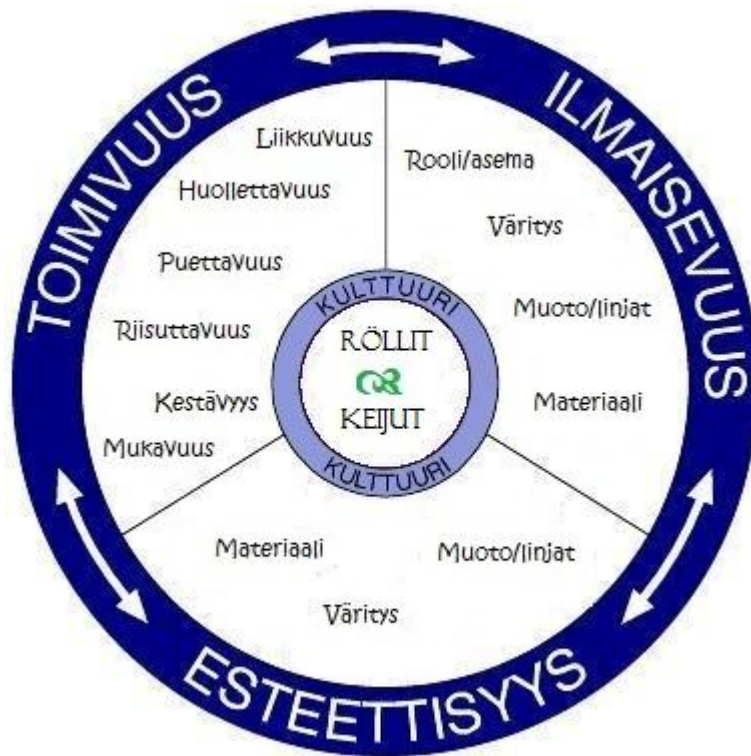 TOIMIVUUS
ILMAISEVUUS
ESTEETTISYYS
Liikkuvuus
Huollettavuus
Puettavuus
Riisuttavuus
Kestävyys
Mukavuus
Rooli/asema
Väritys
Muoto/linjat
Materiaali
Materiaali
Muoto/linjat
Väritys
KULTTUURI
RÖLLIT
KEIJUT
KULTTUURI